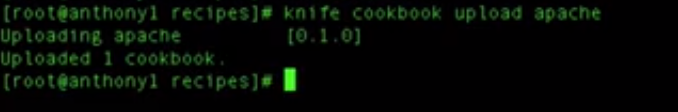 [root@anthony1 recipes]# knife cookbook upload apache
Uploading apache [0.1.0]
Uploaded 1 cookbook.
[root@anthony1 recipes]#